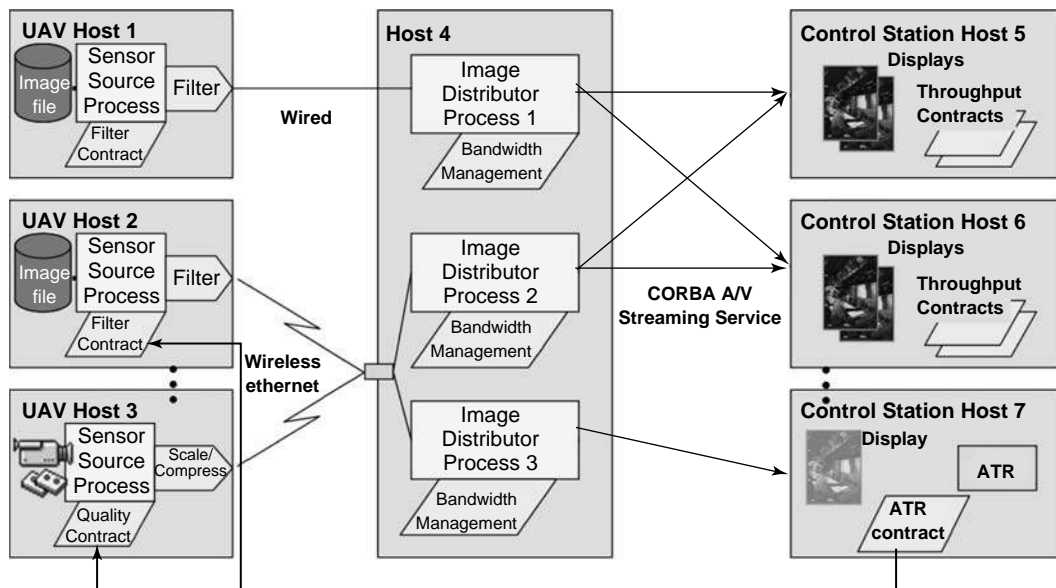 UAV Host 1
Image
file
Sensor
Source
Process
Filter
Filter
Contract
Wired
UAV Host 2
Image
file
Sensor
Source
Process
Filter
Filter
Contract
Wireless
ethernet
UAV Host 3
Sensor
Source
Process
Scale/
Compress
Quality
Contract
Host 4
Image
Distributor
Process 1
Bandwidth
Management
Image
Distributor
Process 2
Bandwidth
Management
Image
Distributor
Process 3
Bandwidth
Management
CORBA A/V
Streaming Service
Control Station Host 5
Displays
Throughput
Contracts
Control Station Host 6
Displays
Throughput
Contracts
Control Station Host 7
Display
ATR
ATR
contract